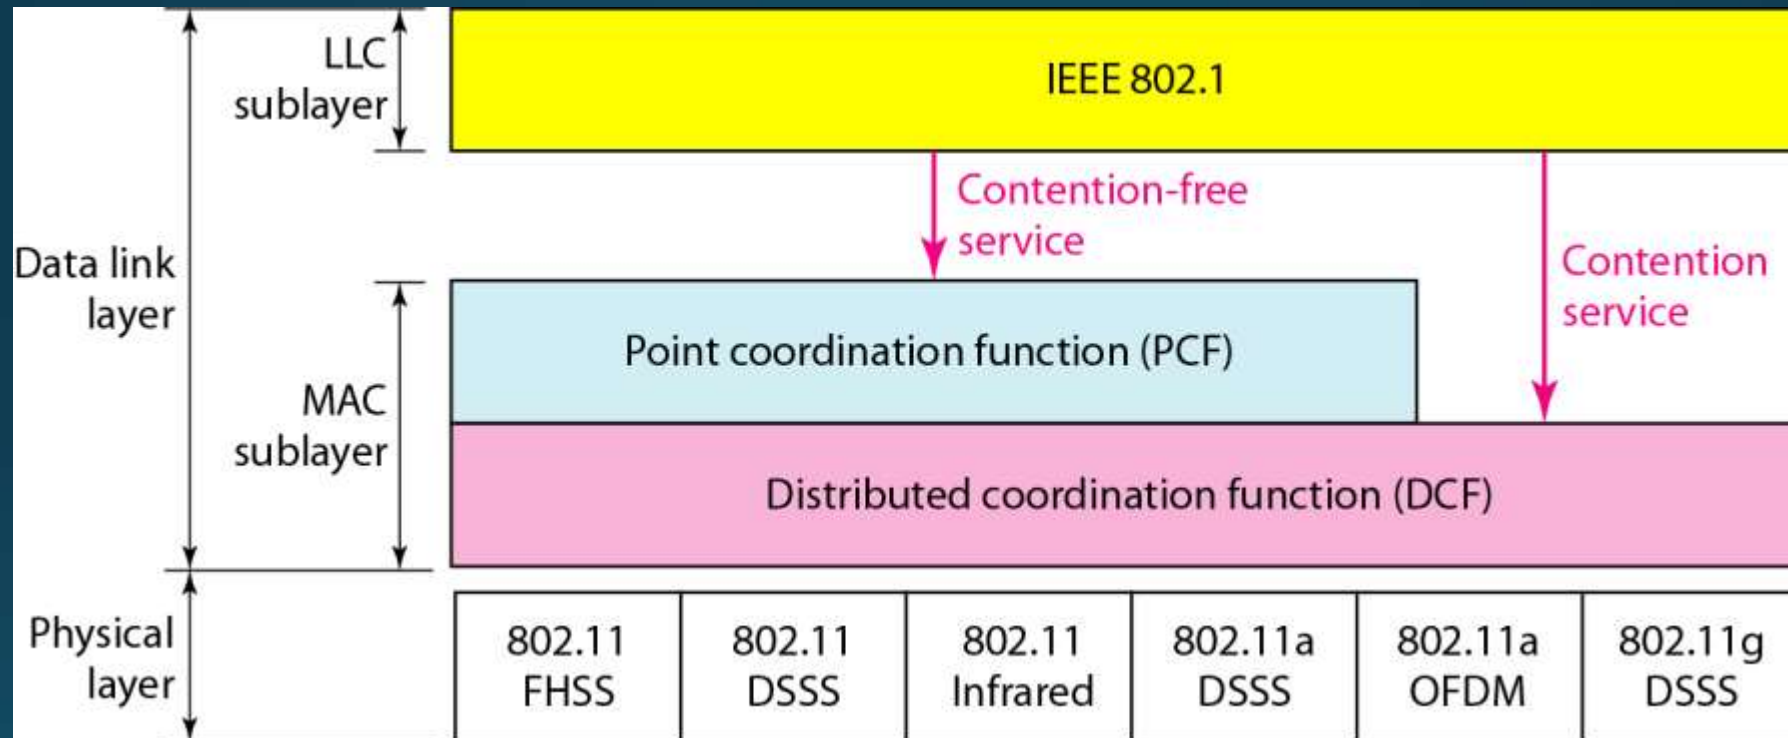 LLC
sublayer
IEEE 802.1
Contention-free
service
Data link
layer
Contention
service
Point coordination function (PCF)
MAC
sublayer
Distributed coordination function (DCF)
Physical
layer
802.11
FHSS
802.11
DSSS
802.11
Infrared
802.11a
DSSS
802.11a
OFDM
802.11g
DSSS